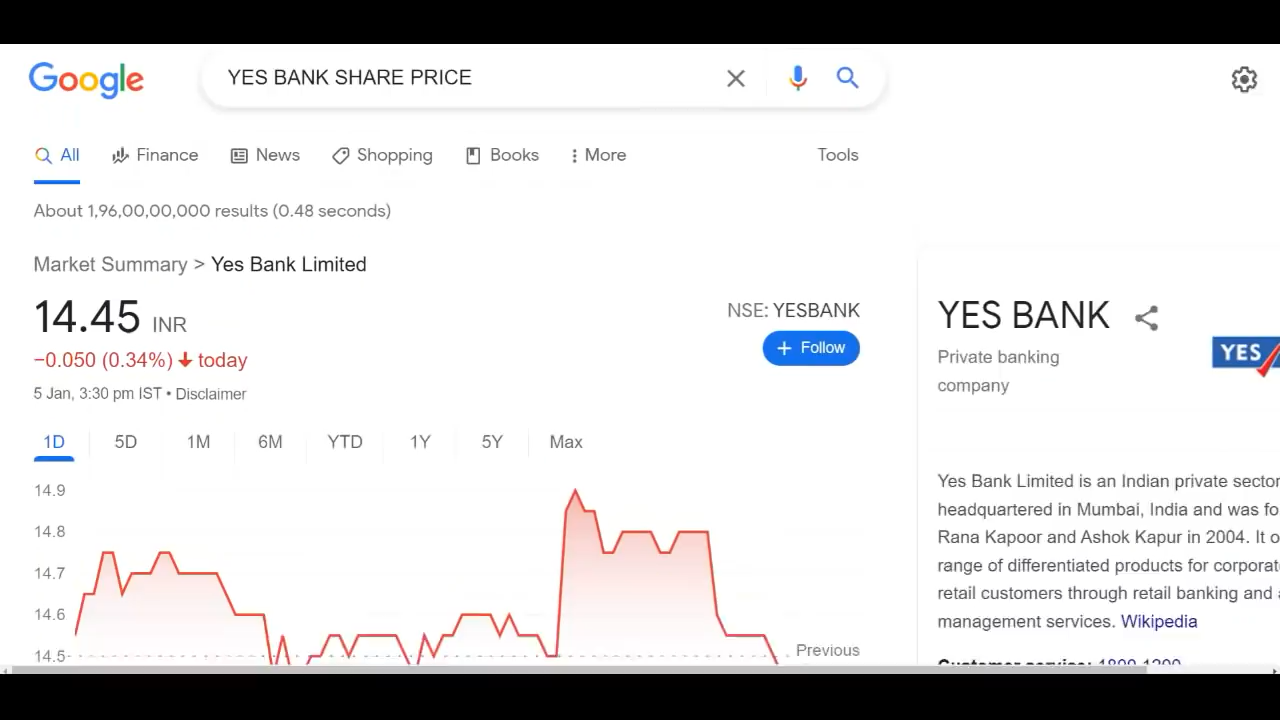 Google
YES BANK SHARE PRICE
All Finance News Shopping Books More Tools
About 1,96,00,00,000 results (0.48 seconds)
Market Summary > Yes Bank Limited
14.45 INR
−0.050 (0.34%) today
5 Jan, 3:30 pm IST • Disclaimer
NSE: YESBANK
+ Follow
1D 5D 1M 6M YTD 1Y 5Y Max
14.9
14.8
14.7
14.6
14.5
Previous
YES BANK
Private banking
company
YES
Yes Bank Limited is an Indian private sector
headquartered in Mumbai, India and was fo
Rana Kapoor and Ashok Kapur in 2004. It o
range of differentiated products for corporat
retail customers through retail banking and a
management services. Wikipedia
Customer service: 1800 1200